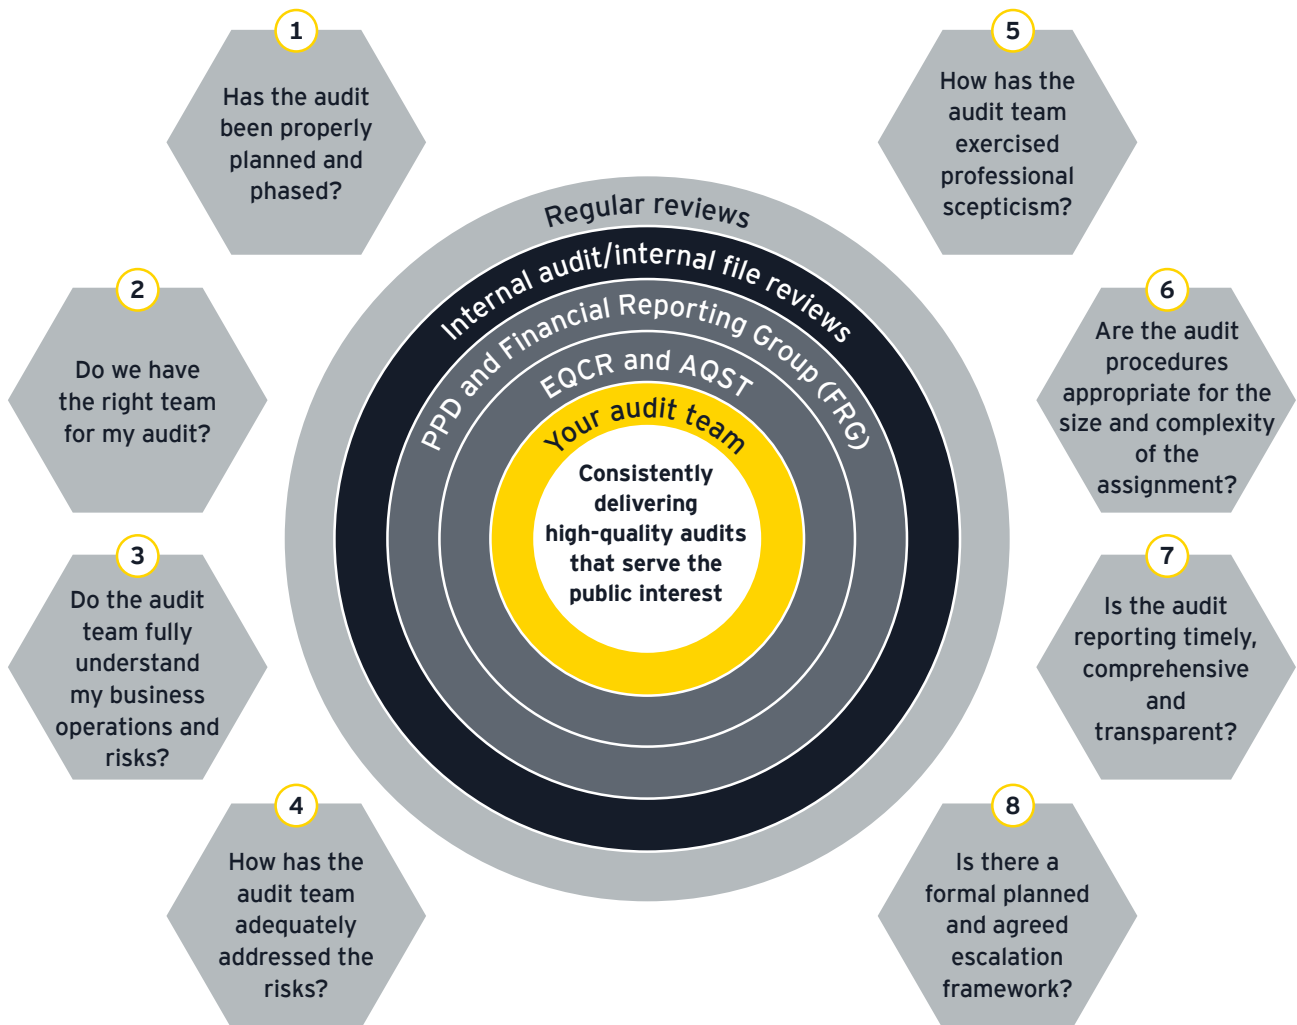 1
Has the audit
been properly
planned and
phased?
2
Do we have
the right team
for my audit?
3
Do the audit
team fully
understand
my business
operations and
risks?
4
How has the
audit team
adequately
addressed the
risks?
Regular reviews
Internal audit/internal file reviews
PPD and Financial Reporting Group (FRG)
EQCR and AQST
Your audit team
Consistently
delivering
high-quality audits
that serve the
public interest
5
How has the
audit team
exercised
professional
scepticism?
6
Are the audit
procedures
appropriate for the
size and complexity
of the
assignment?
7
Is the audit
reporting timely,
comprehensive
and
transparent?
8
Is there a
formal planned
and agreed
escalation
framework?